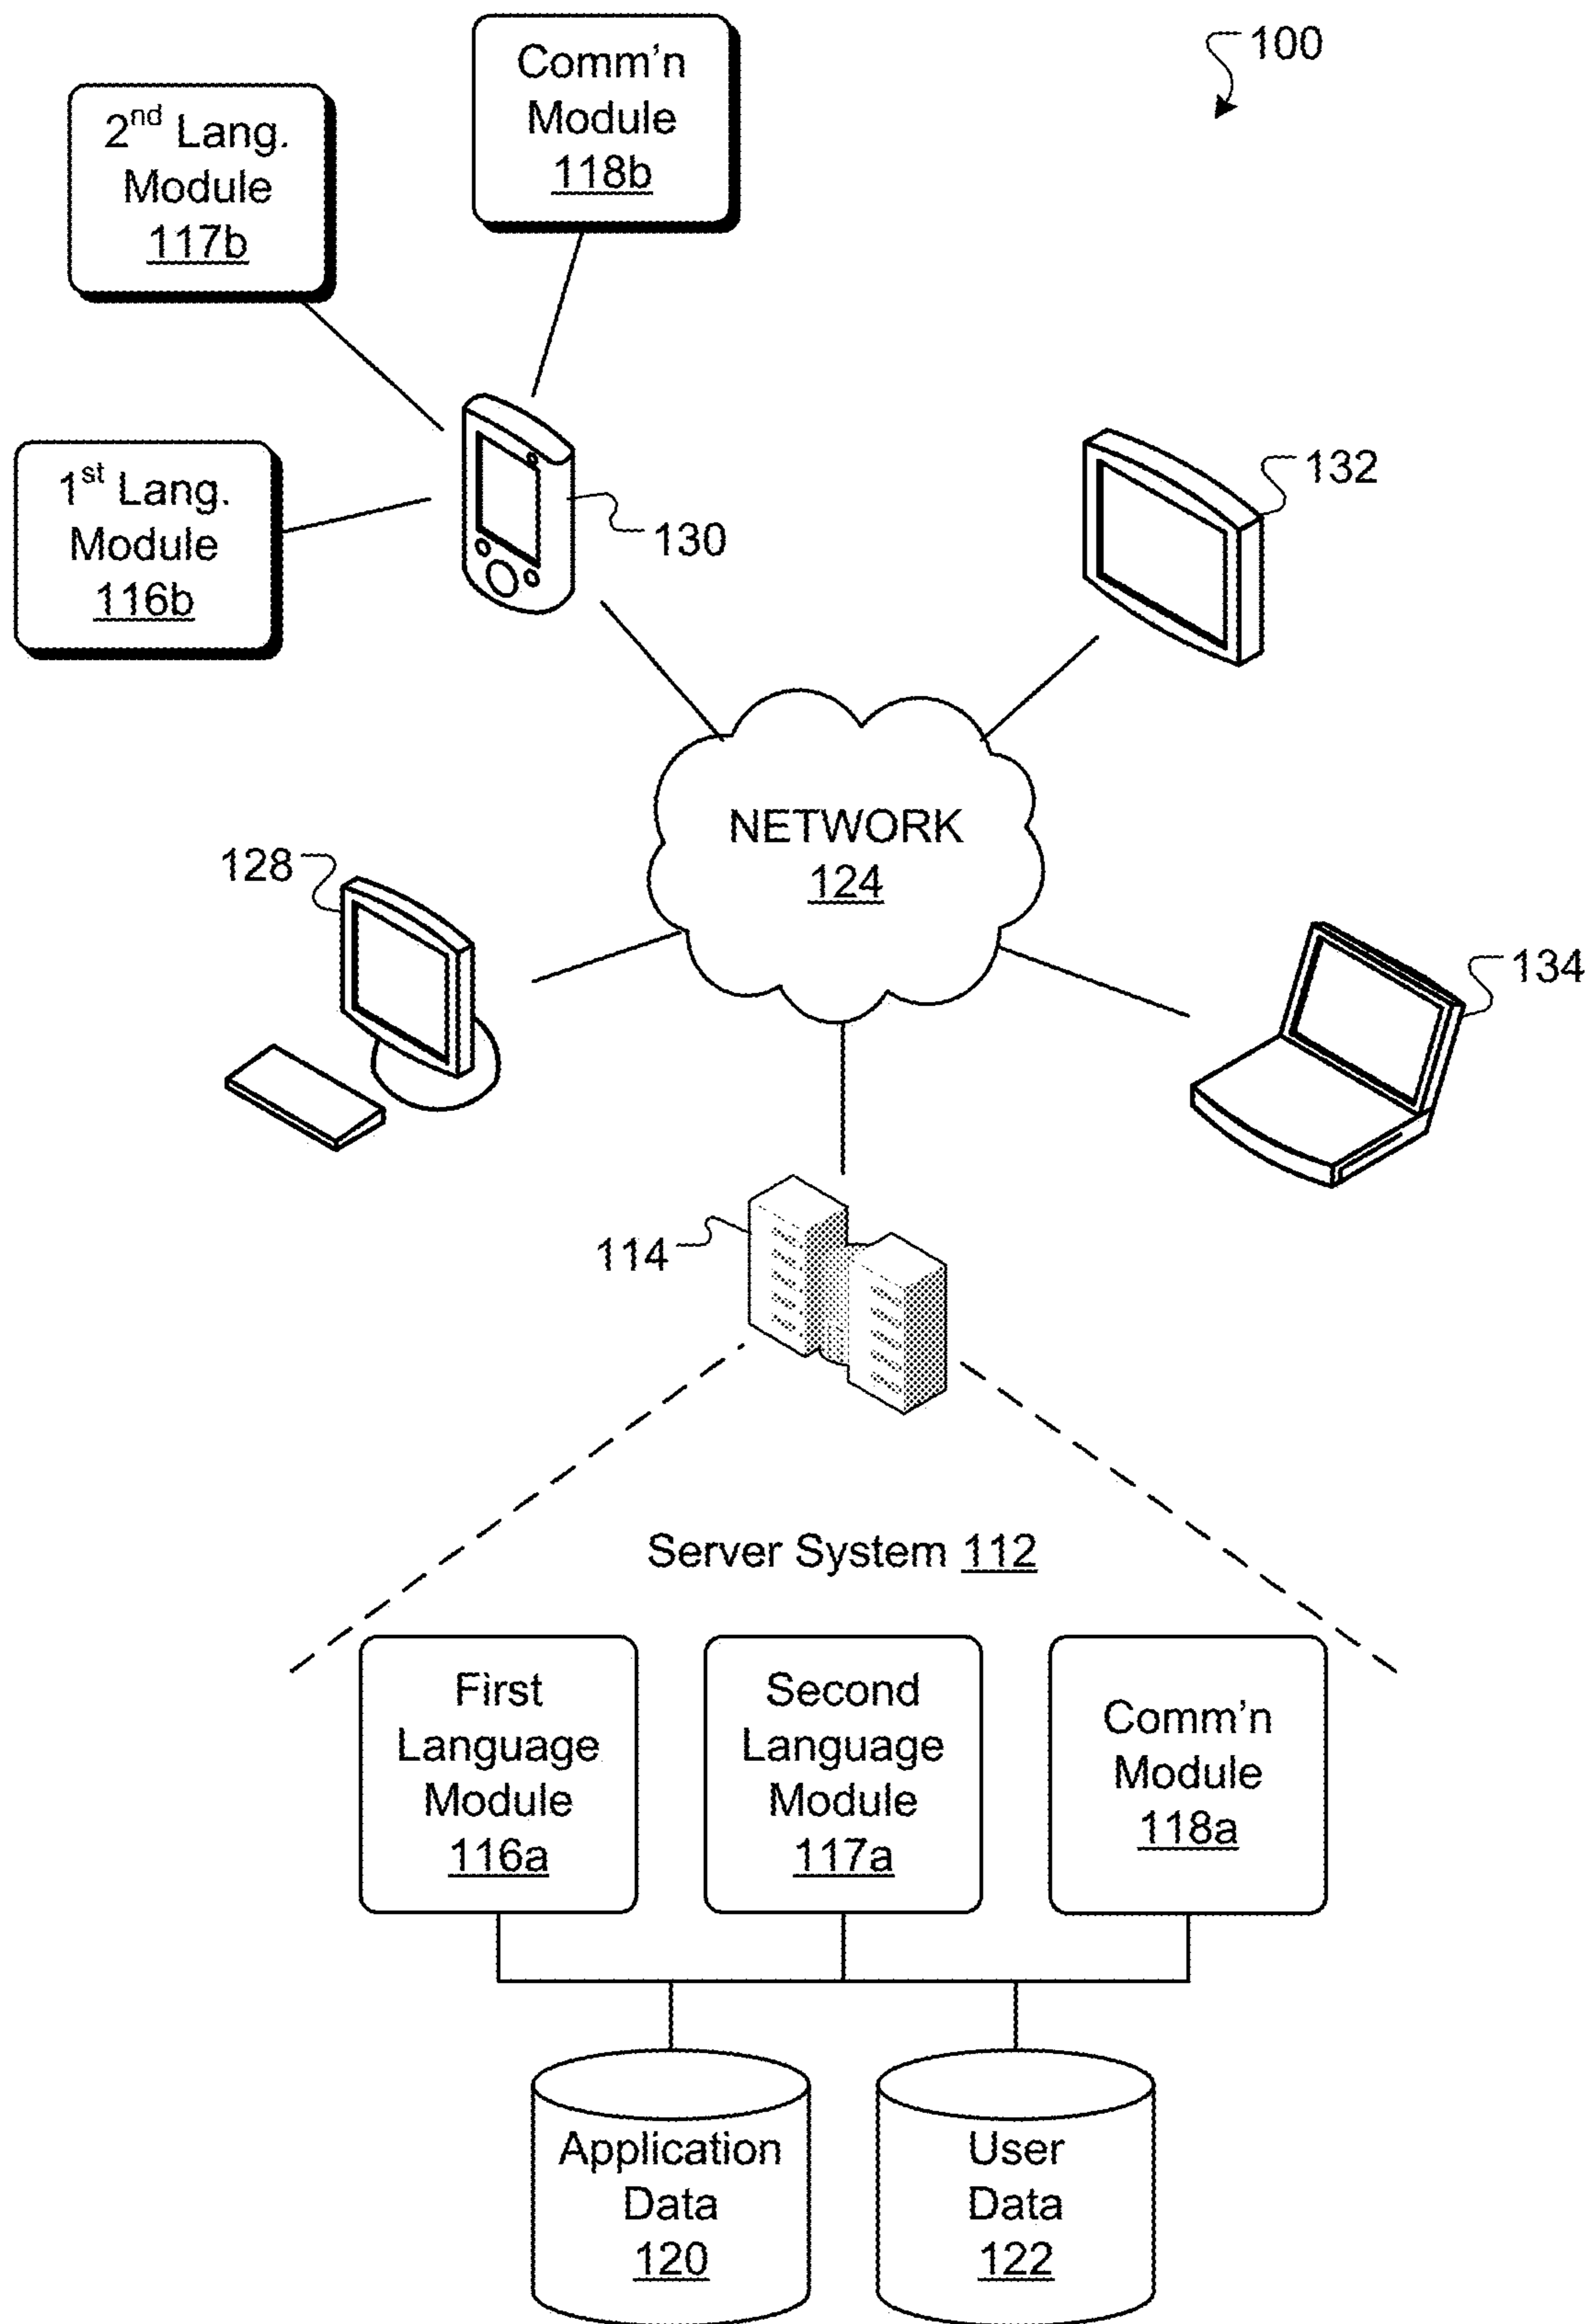 100
Comm'n
Module
118b
2nd Lang.
Module
117b
1st Lang.
Module
116b
130
132
NETWORK
124
128
134
114
Server System 112
First
Language
Module
116a
Second
Language
Module
117a
Comm'n
Module
118a
Application
Data
120
User
Data
122